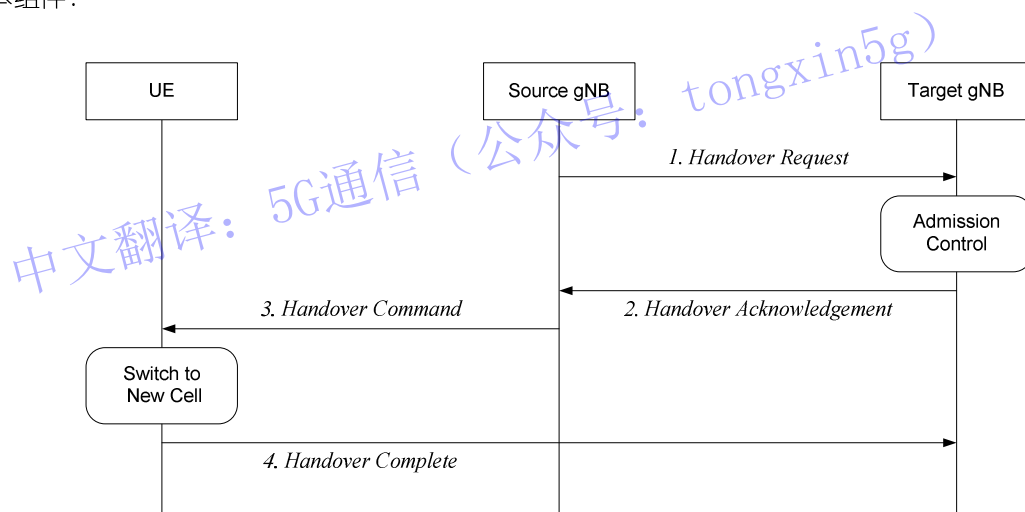 UE
Source gNB
Target gNB
中文翻译：5G通信（公众号：tongxin5g）
1. Handover Request
Admission
Control
2. Handover Acknowledgement
3. Handover Command
Switch to
New Cell
4. Handover Complete